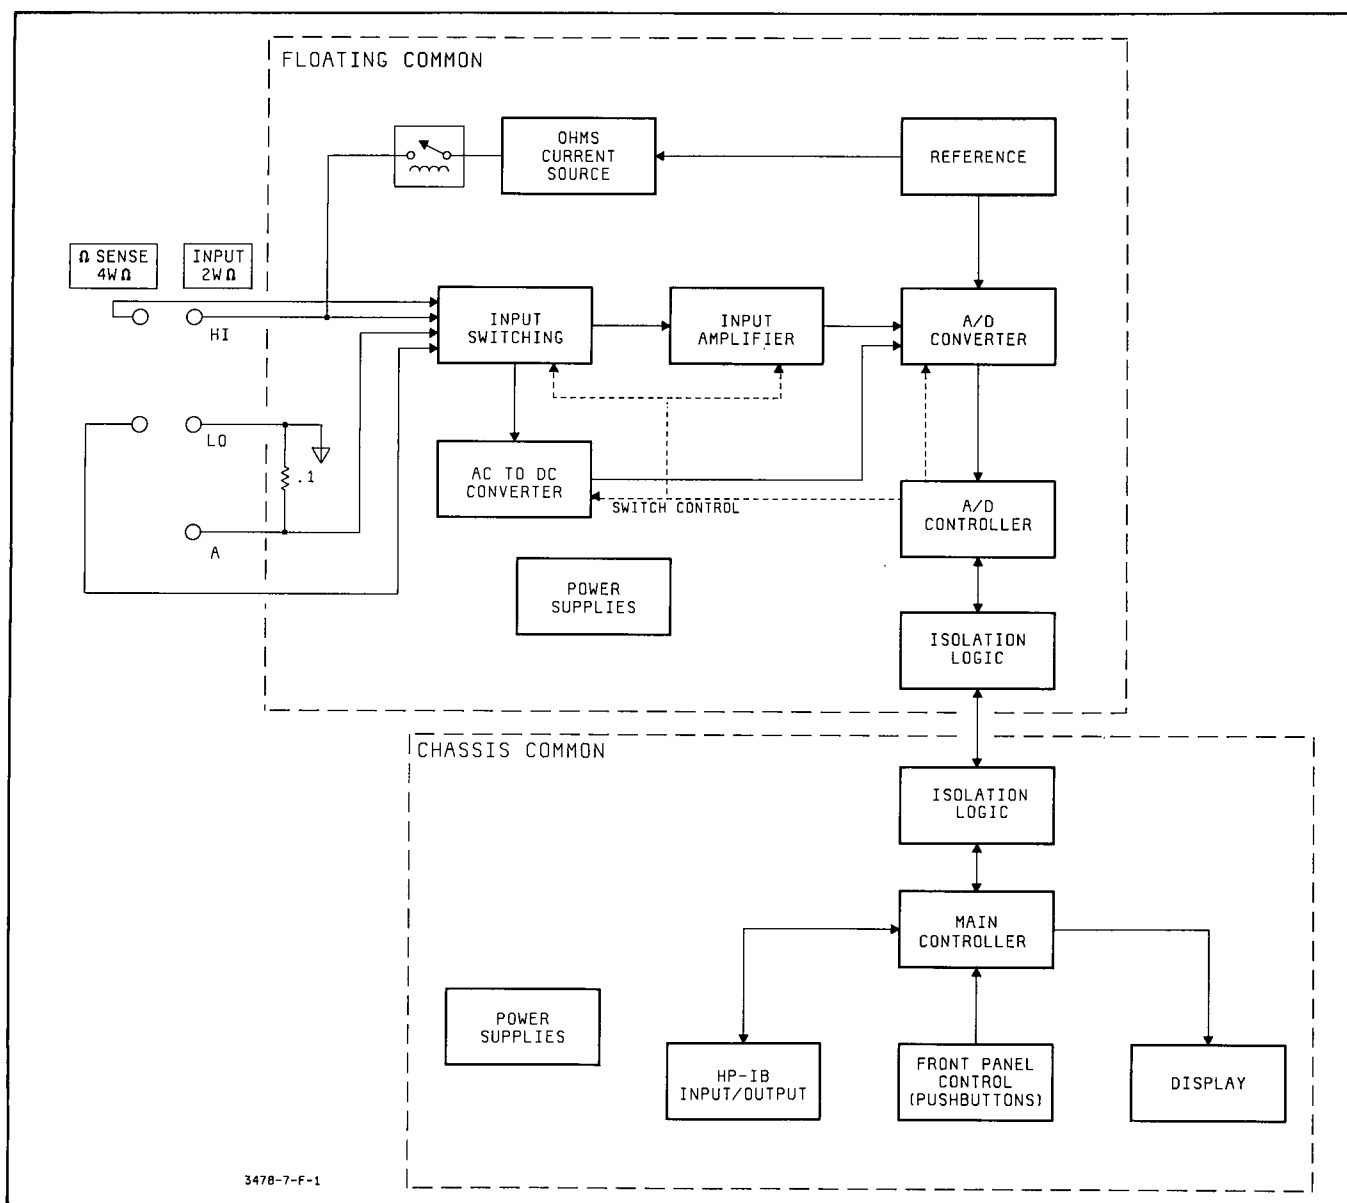 FLOATING COMMON
OHMS
CURRENT
SOURCE
REFERENCE
Ω SENSE
4WΩ
INPUT
2WΩ
HI
INPUT
SWITCHING
INPUT
AMPLIFIER
A/D
CONVERTER
LO
.1
A
AC TO DC
CONVERTER
SWITCH CONTROL
A/D
CONTROLLER
POWER
SUPPLIES
ISOLATION
LOGIC
CHASSIS COMMON
ISOLATION
LOGIC
MAIN
CONTROLLER
POWER
SUPPLIES
HP-IB
INPUT/OUTPUT
FRONT PANEL
CONTROL
(PUSHBUTTONS)
DISPLAY
3478-7-F-1